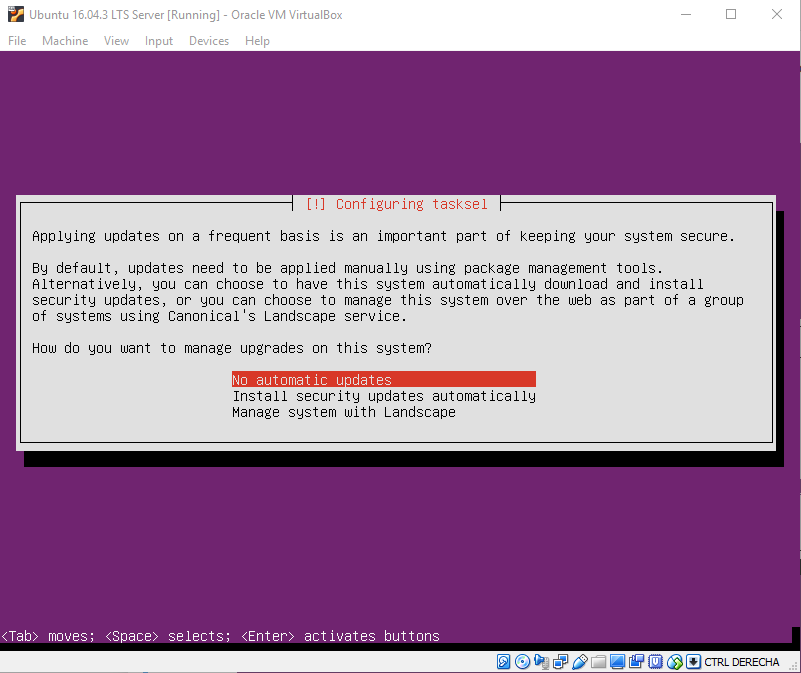 Ubuntu 16.04.3 LTS Server [Running] - Oracle VM VirtualBox
File Machine View Input Devices Help
[!] Configuring tasksel
Applying updates on a frequent basis is an important part of keeping your system secure.
By default, updates need to be applied manually using package management tools.
Alternatively, you can choose to have this system automatically download and install
security updates, or you can choose to manage this system over the web as part of a group
of systems using Canonical's Landscape service.
How do you want to manage upgrades on this system?
No automatic updates
Install security updates automatically
Manage system with Landscape
<Tab> moves; <Space> selects; <Enter> activates buttons
CTRL DERECHA